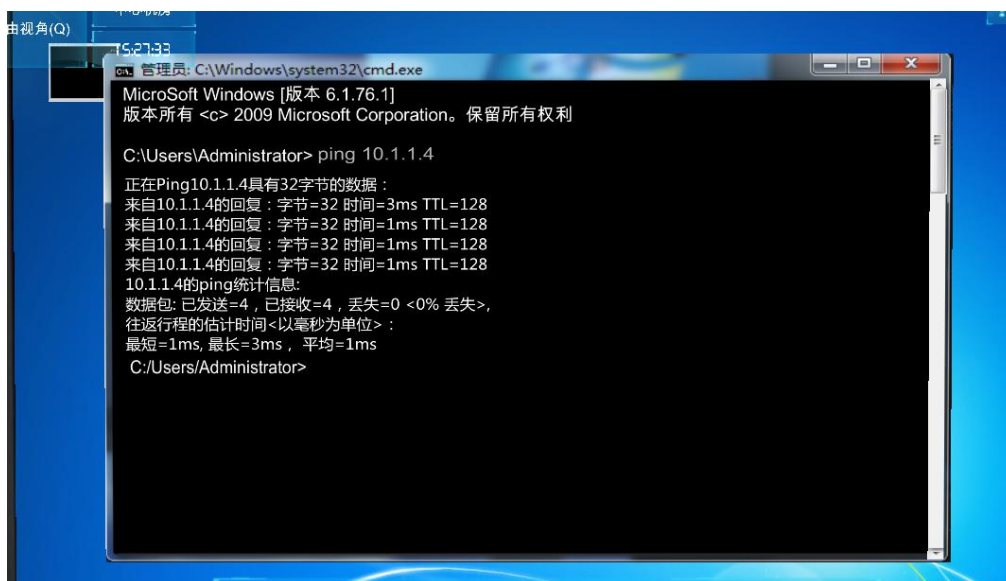 由视角(Q)
15:27:33
管理员: C:\Windows\system32\cmd.exe
MicroSoft Windows [版本 6.1.76.1]
版本所有 <c> 2009 Microsoft Corporation。保留所有权利
C:\Users\Administrator> ping 10.1.1.4
正在Ping10.1.1.4具有32字节的数据：
来自10.1.1.4的回复：字节=32 时间=3ms TTL=128
来自10.1.1.4的回复：字节=32 时间=1ms TTL=128
来自10.1.1.4的回复：字节=32 时间=1ms TTL=128
来自10.1.1.4的回复：字节=32 时间=1ms TTL=128
10.1.1.4的ping统计信息:
数据包: 已发送=4，已接收=4，丢失=0 <0% 丢失>,
往返行程的估计时间<以毫秒为单位>：
最短=1ms, 最长=3ms， 平均=1ms
C:/Users/Administrator>